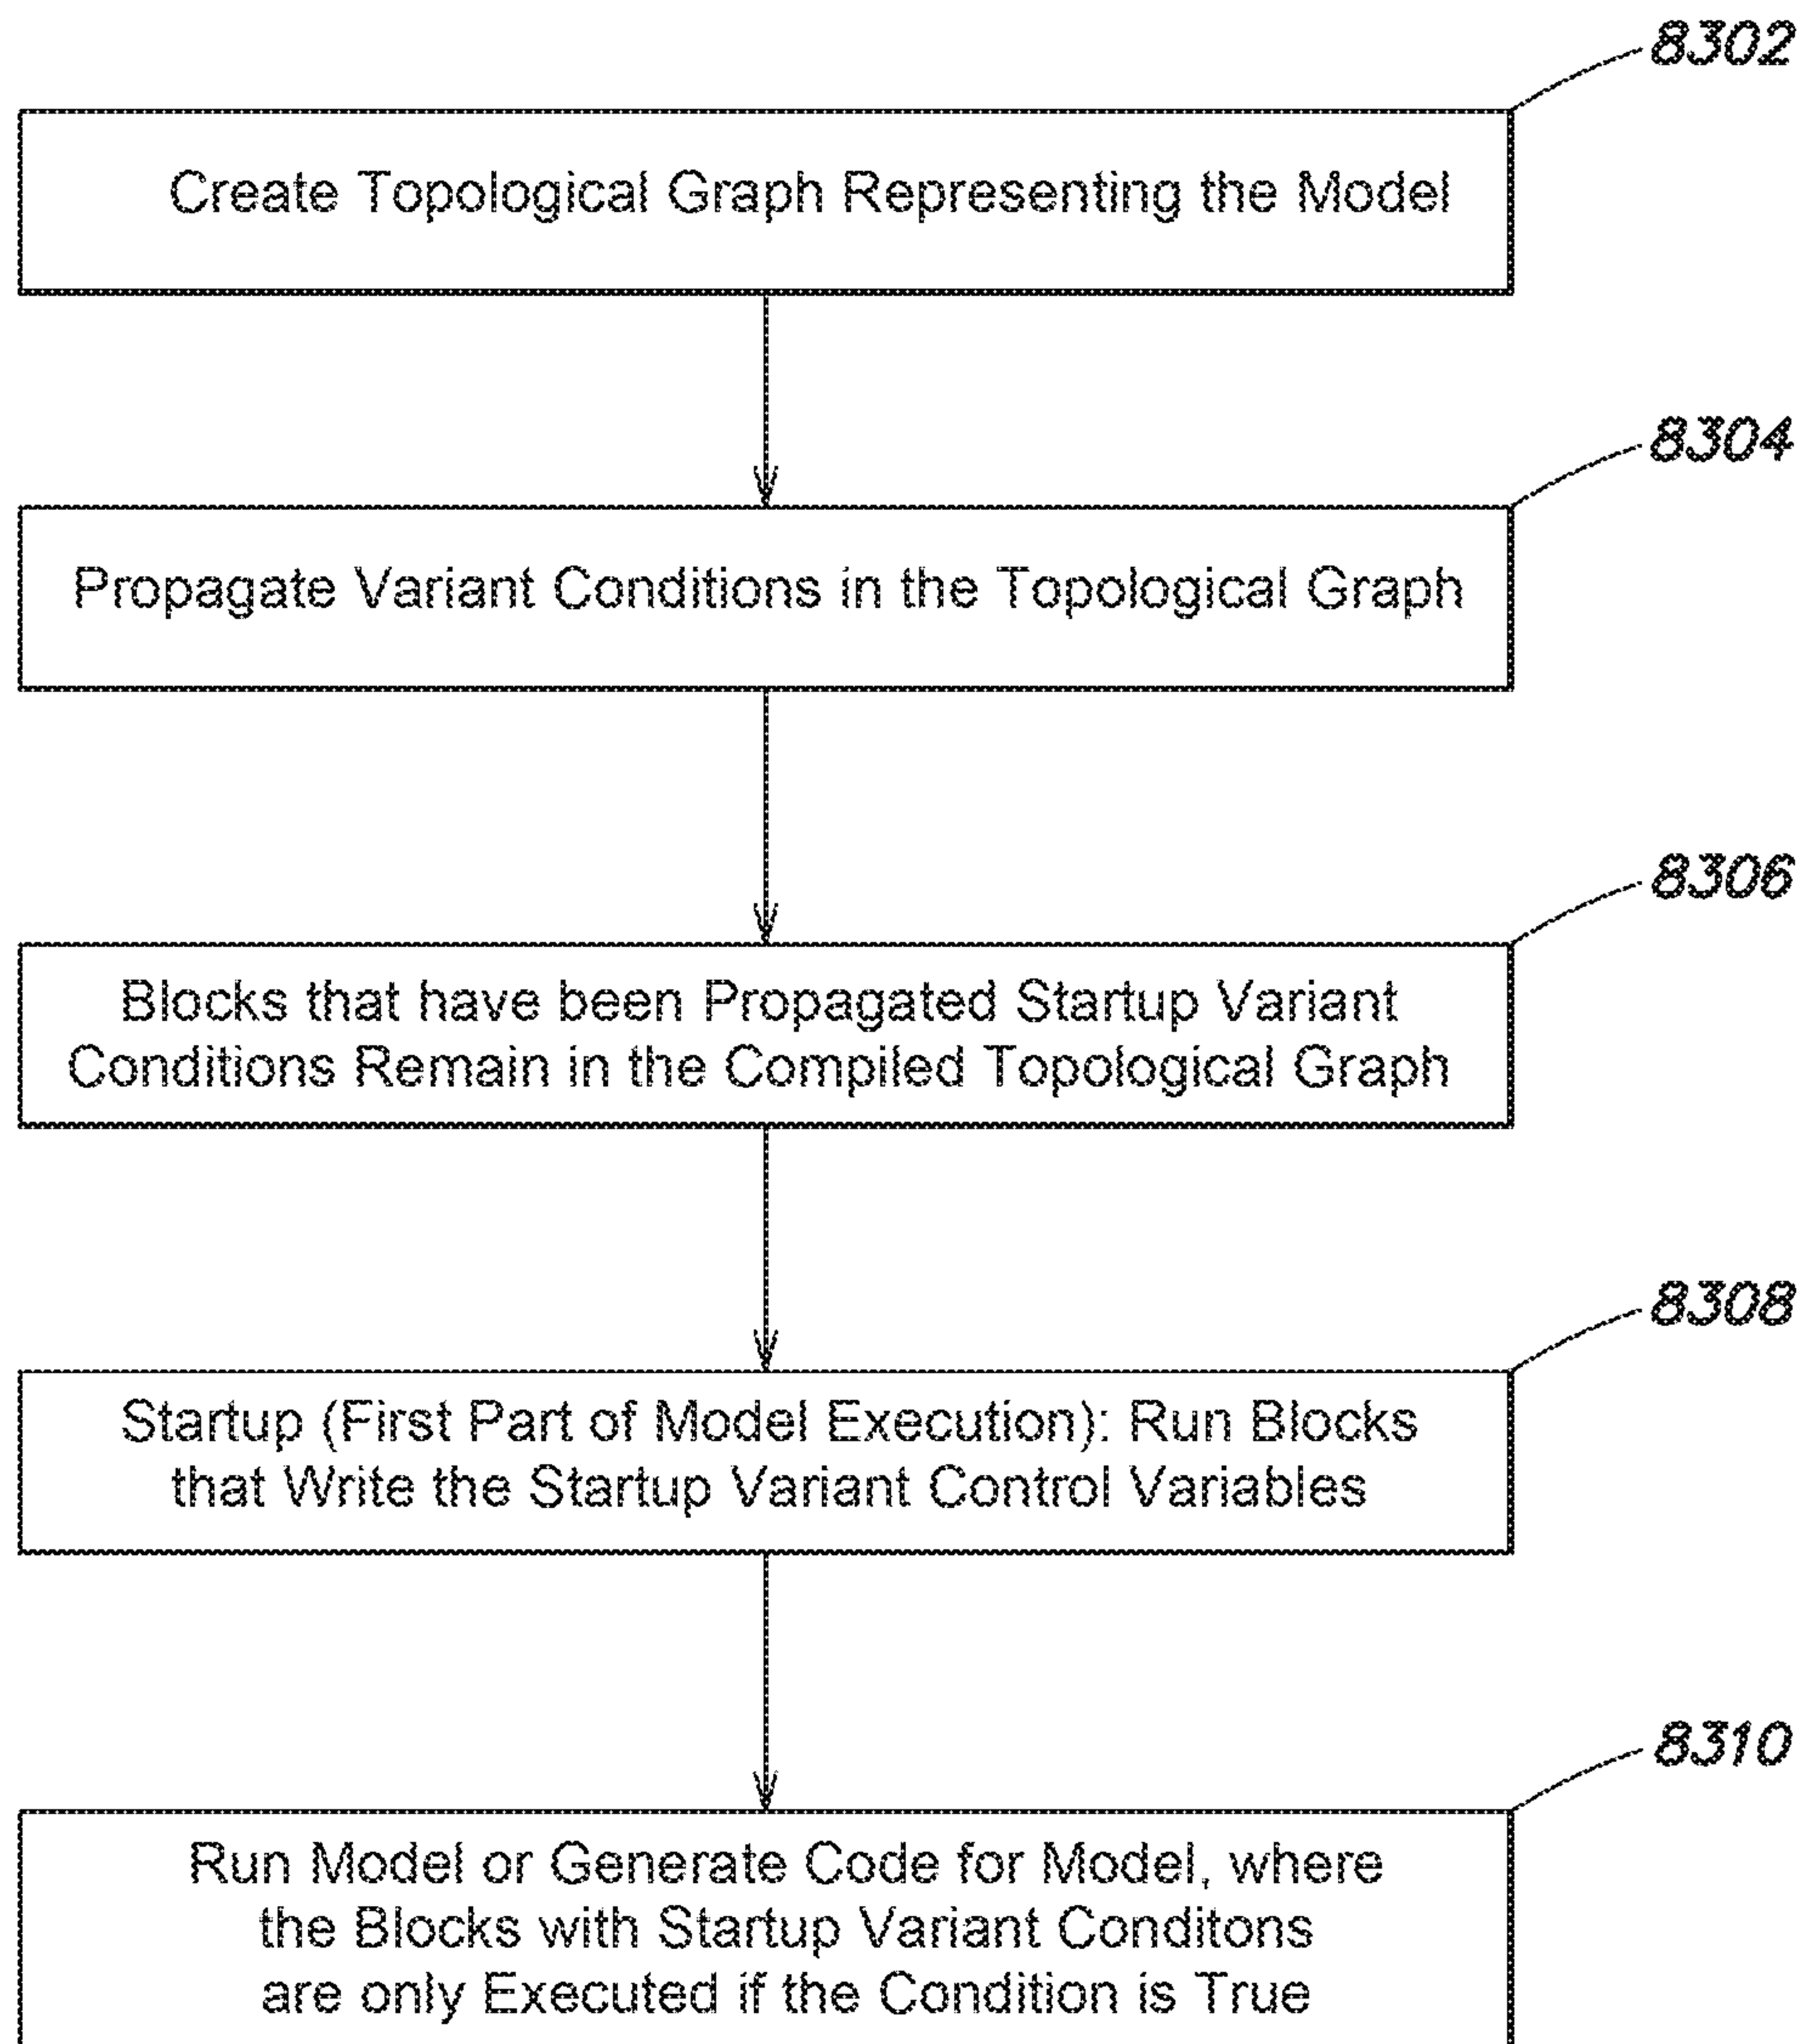 8302
Create Topological Graph Representing the Model
8304
Propagate Variant Conditions in the Topological Graph
8306
Blocks that have been Propagated Startup Variant
Conditions Remain in the Compiled Topological Graph
8308
Startup (First Part of Model Execution): Run Blocks
that Write the Startup Variant Control Variables
8310
Run Model or Generate Code for Model, where
the Blocks with Startup Variant Conditons
are only Executed if the Condition is True